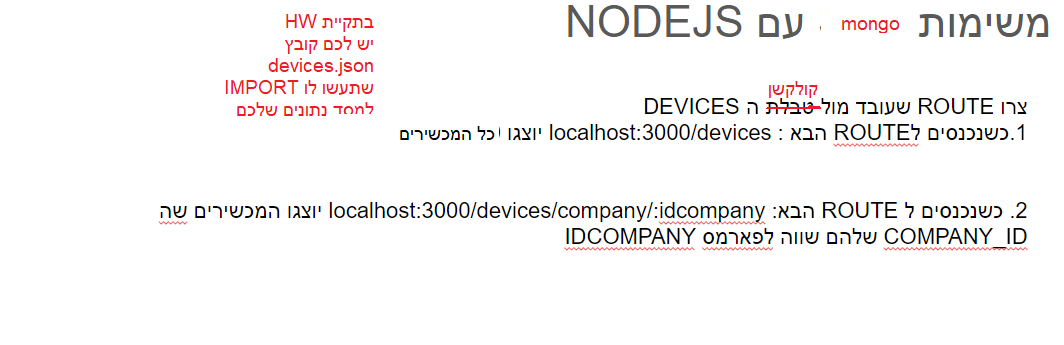 משימות mongo עם NODEJS
בתקיית HW
יש לכם קובץ
devices.json
שתעשו לו IMPORT
לממד נתונים שלכם
קולקשן
צרו ROUTE שעובד מול טבלת ה DEVICES
1.כשנכנסים לROUTE הבא : localhost:3000/devices יוצגו כל המכשירים
2. כשנכנסים ל ROUTE הבא: localhost:3000/devices/company/:idcompany יוצגו המכשירים שה
COMPANY_ID שלהם שווה לפארמס IDCOMPANY